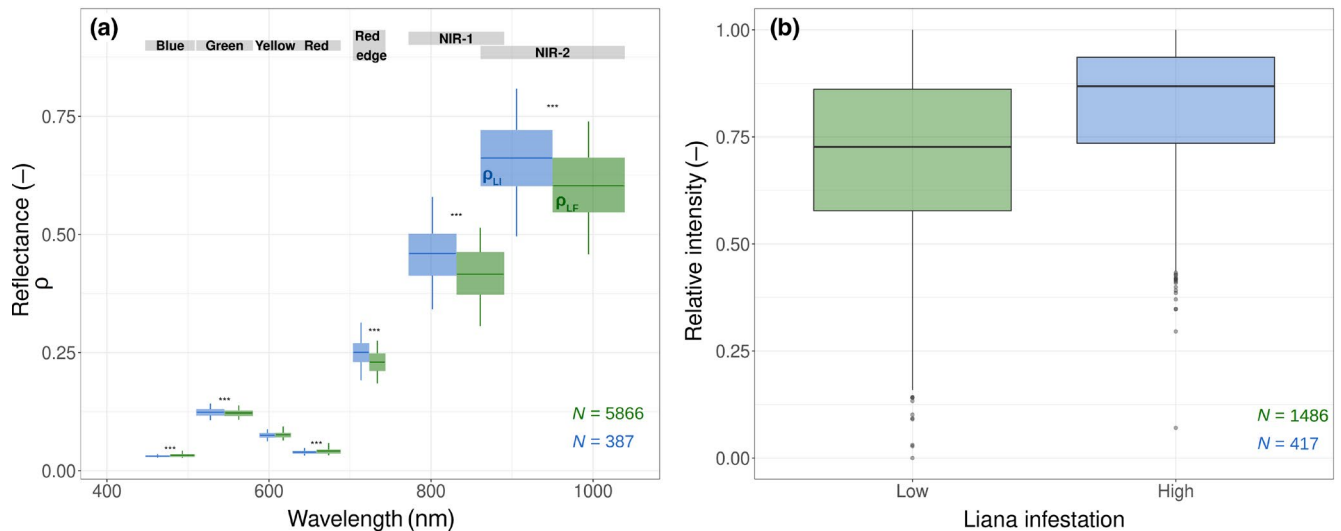 (a)
Blue Green Yellow Red Red edge NIR-1 NIR-2
0.75
0.50
0.25
0.00
Reflectance (−)
ρ
***
***
***
***
***
***
ρLI
ρLF
N = 5866
N = 387
400 600 800 1000
Wavelength (nm)
(b)
1.00
0.75
0.50
0.25
0.00
Relative intensity (−)
N = 1486
N = 417
Low High
Liana infestation